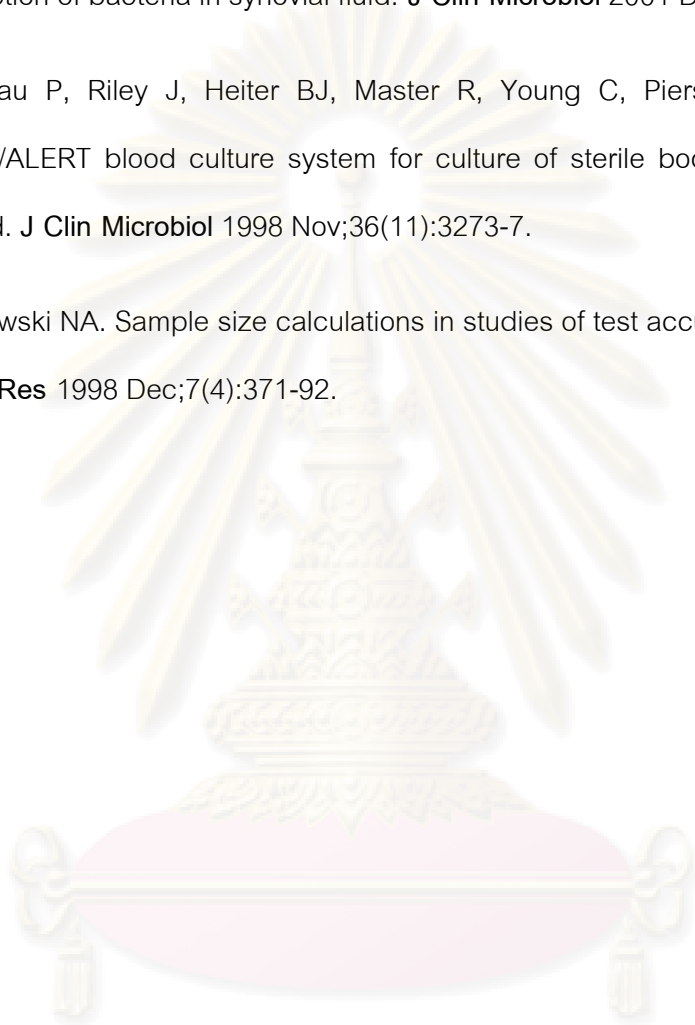 tion of bacteria in synovial fluid. J Clin Microbiol 2001 D
au P, Riley J, Heiter BJ, Master R, Young C, Piers
/ALERT blood culture system for culture of sterile boo
d. J Clin Microbiol 1998 Nov;36(11):3273-7.
wski NA. Sample size calculations in studies of test accu
Res 1998 Dec;7(4):371-92.